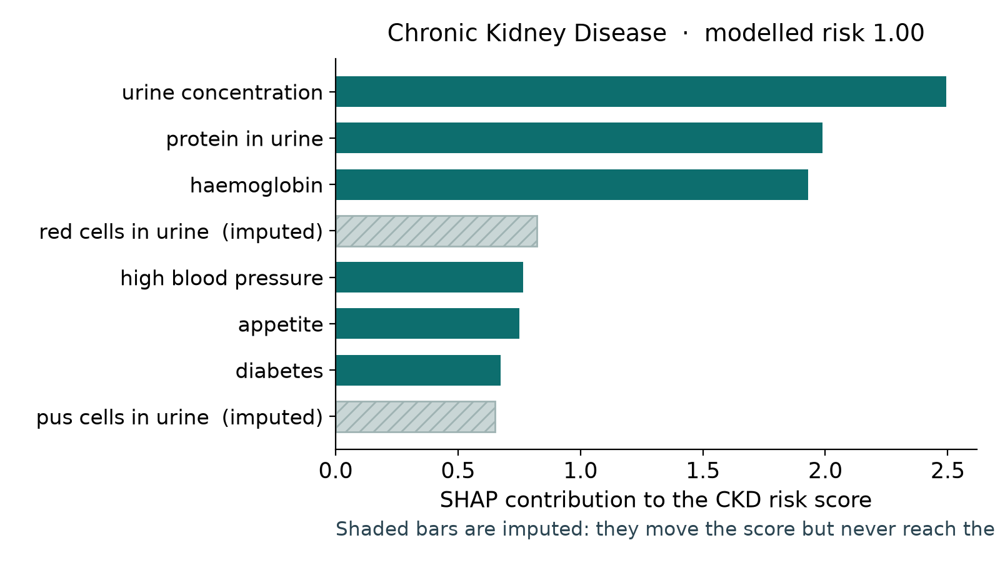 Chronic Kidney Disease · modelled risk 1.00
urine concentration
protein in urine
haemoglobin
red cells in urine (imputed)
high blood pressure
appetite
diabetes
pus cells in urine (imputed)
0.0 0.5 1.0 1.5 2.0 2.5
SHAP contribution to the CKD risk score
Shaded bars are imputed: they move the score but never reach the